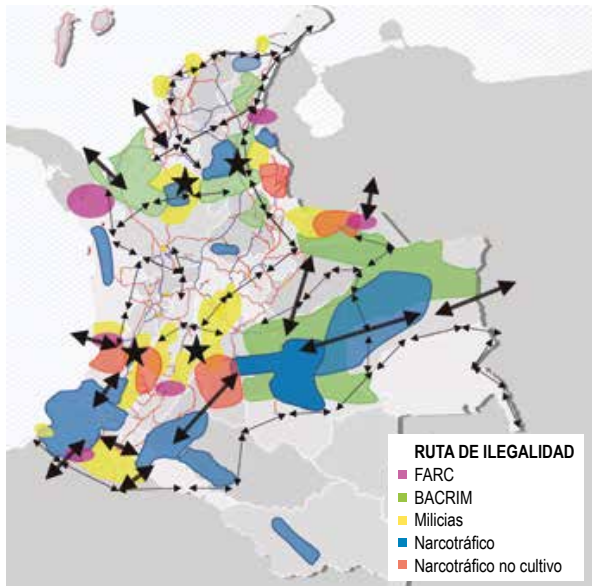 RUTA DE ILEGALIDAD
FARC
BACRIM
Milicias
Narcotráfico
Narcotráfico no cultivo